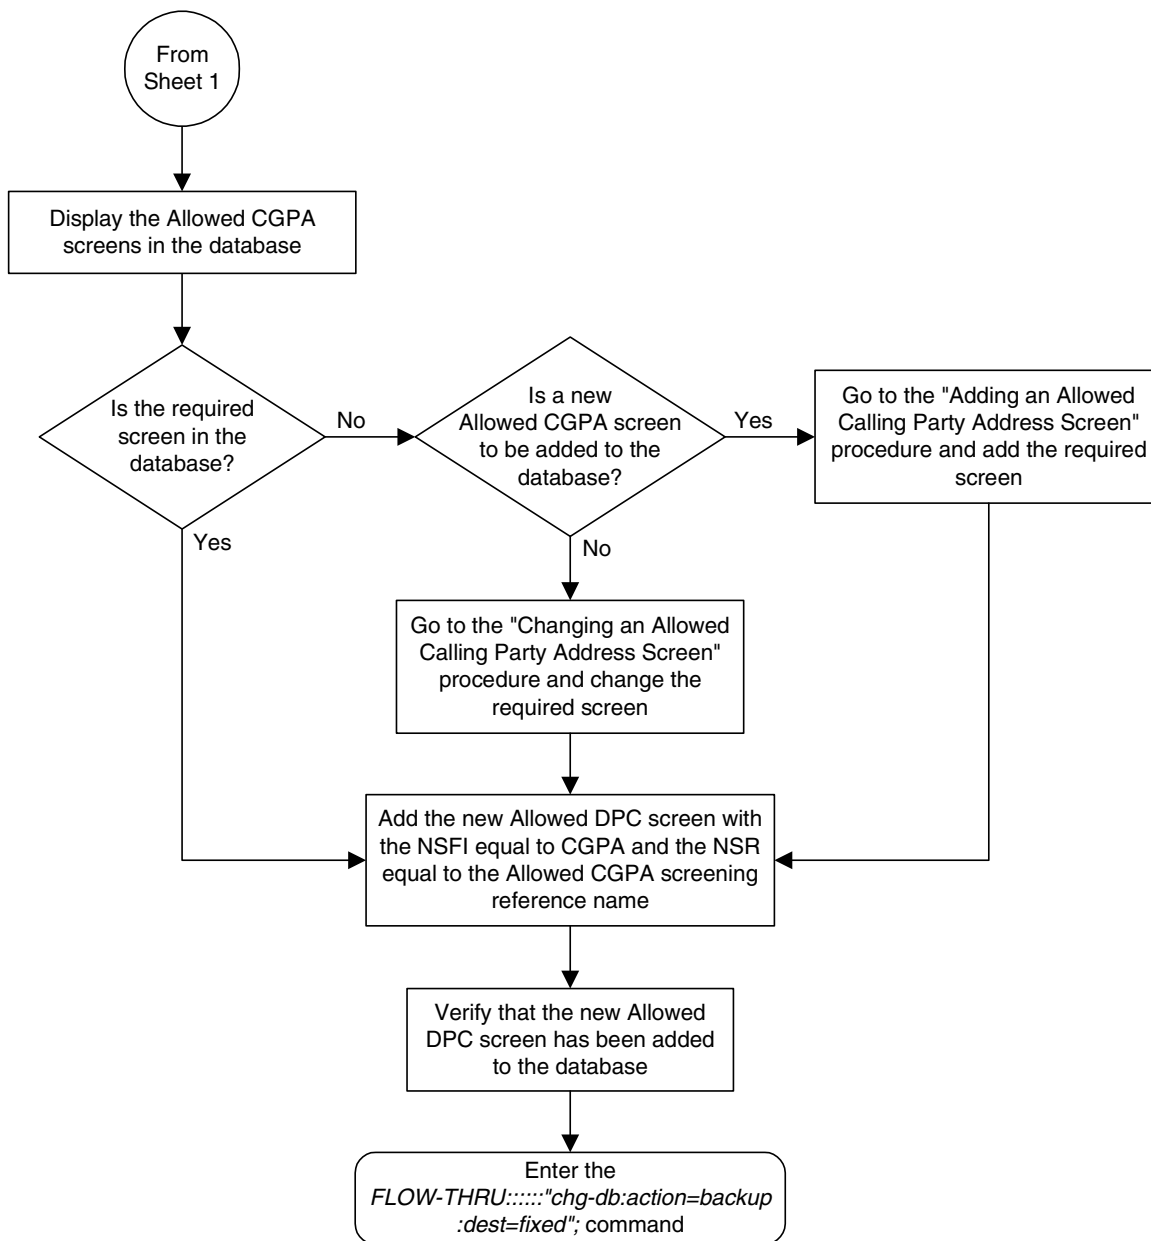 From
Sheet 1
Display the Allowed CGPA
screens in the database
Is the required
screen in the
database?
No
Yes
Is a new
Allowed CGPA screen
to be added to the
database?
Yes
No
Go to the "Adding an Allowed
Calling Party Address Screen"
procedure and add the required
screen
Go to the "Changing an Allowed
Calling Party Address Screen"
procedure and change the
required screen
Add the new Allowed DPC screen with
the NSFI equal to CGPA and the NSR
equal to the Allowed CGPA screening
reference name
Verify that the new Allowed
DPC screen has been added
to the database
Enter the
FLOW-THRU::::::"chg-db:action=backup
:dest=fixed"; command